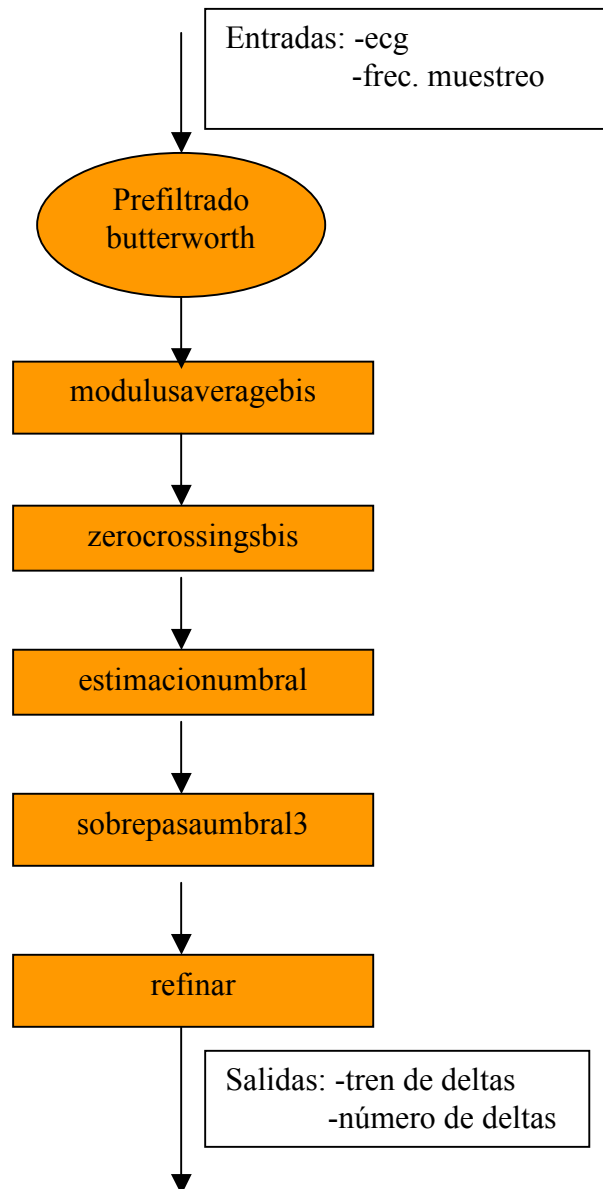 Entradas: -ecg
-frec. muestreo
Prefiltrado
butterworth
modulusaveragebis
zerocrossingsbis
estimacionumbral
sobrepasaumbral3
refinar
Salidas: -tren de deltas
-número de deltas